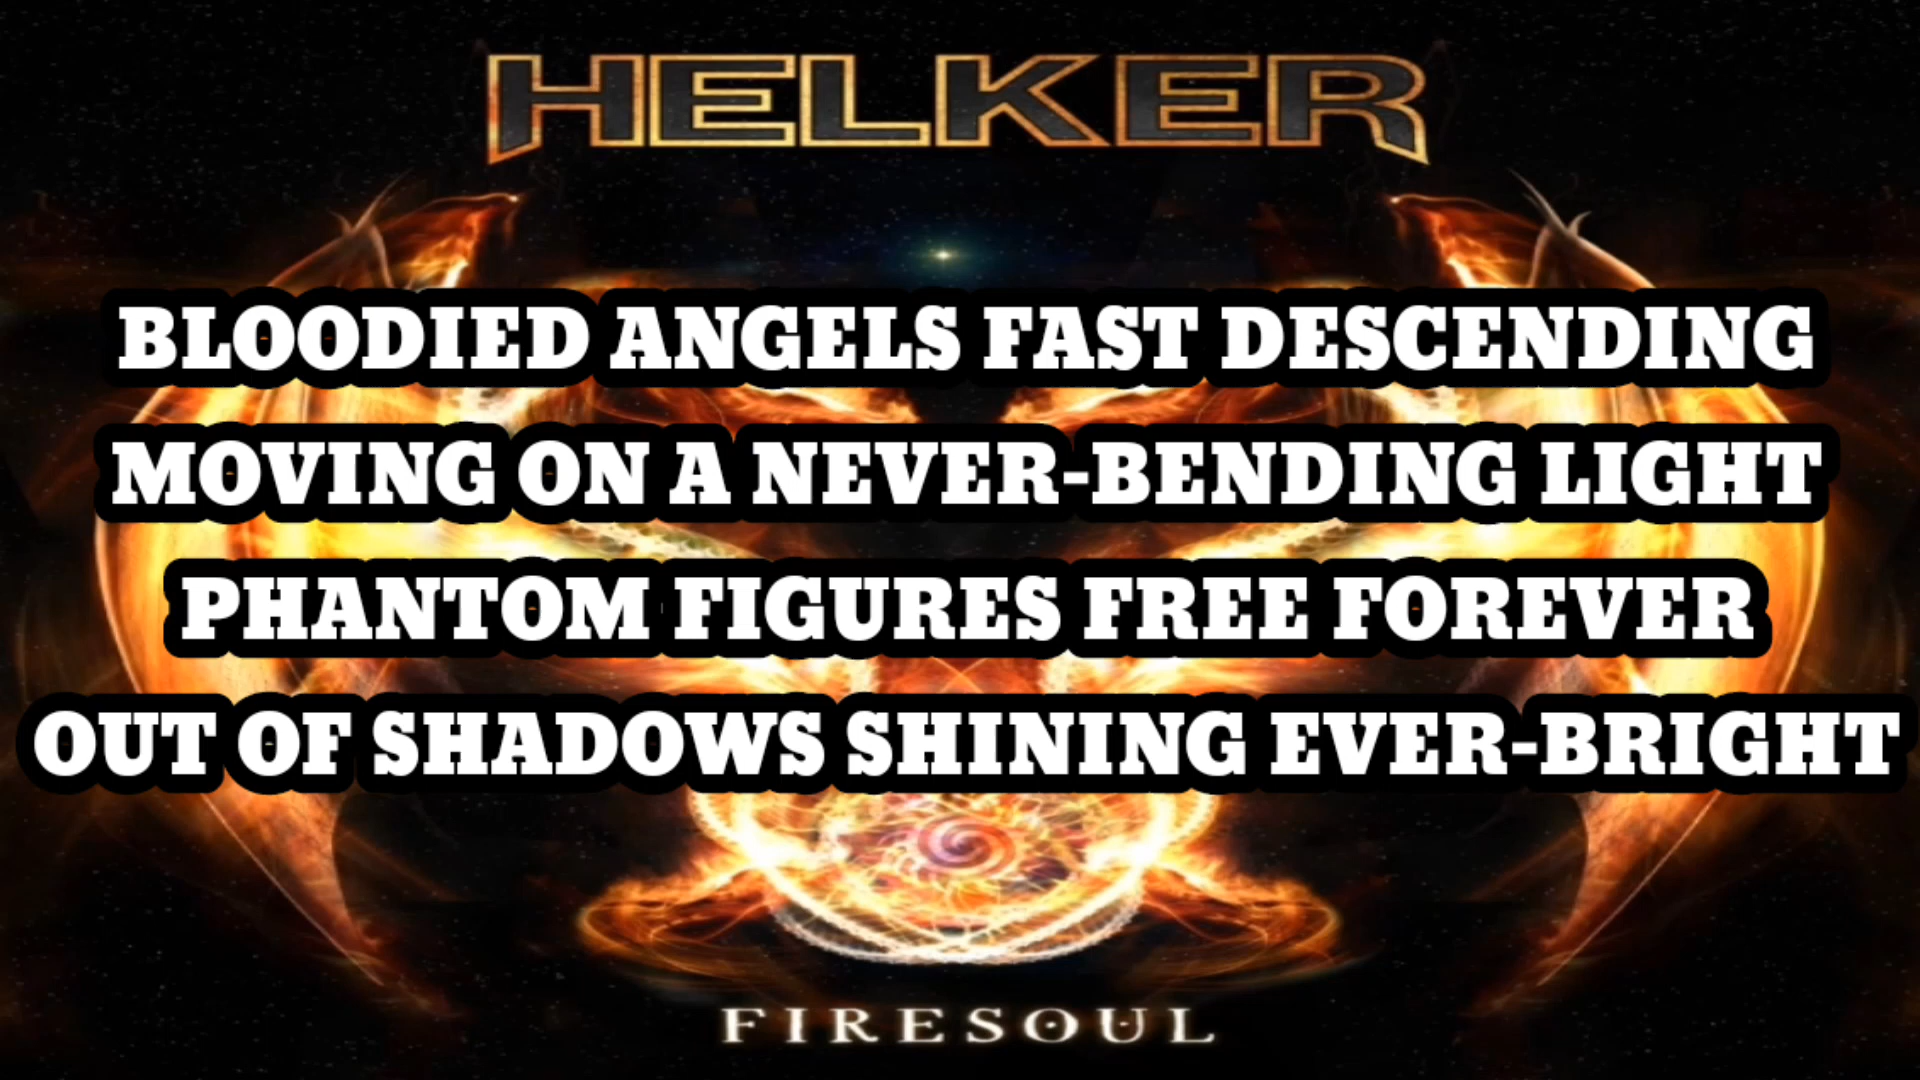 HELKER
BLOODIED ANGELS FAST DESCENDING
MOVING ON A NEVER-BENDING LIGHT
PHANTOM FIGURES FREE FOREVER
OUT OF SHADOWS SHINING EVER-BRIGHT
FIRESOUL